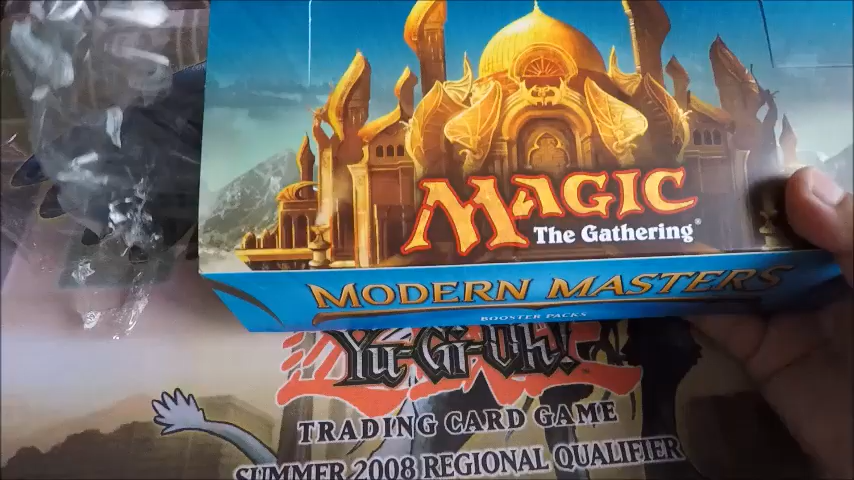 MAGIC
The Gathering®
MODERN MASTERS
BOOSTER PACKS
Yu-Gi-Oh!
TRADING CARD GAME
SUMMER 2008 REGIONAL QUALIFIER